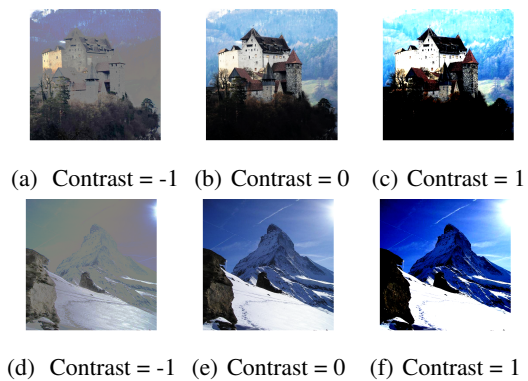 (a) Contrast = -1 (b) Contrast = 0 (c) Contrast = 1
(d) Contrast = -1 (e) Contrast = 0 (f) Contrast = 1